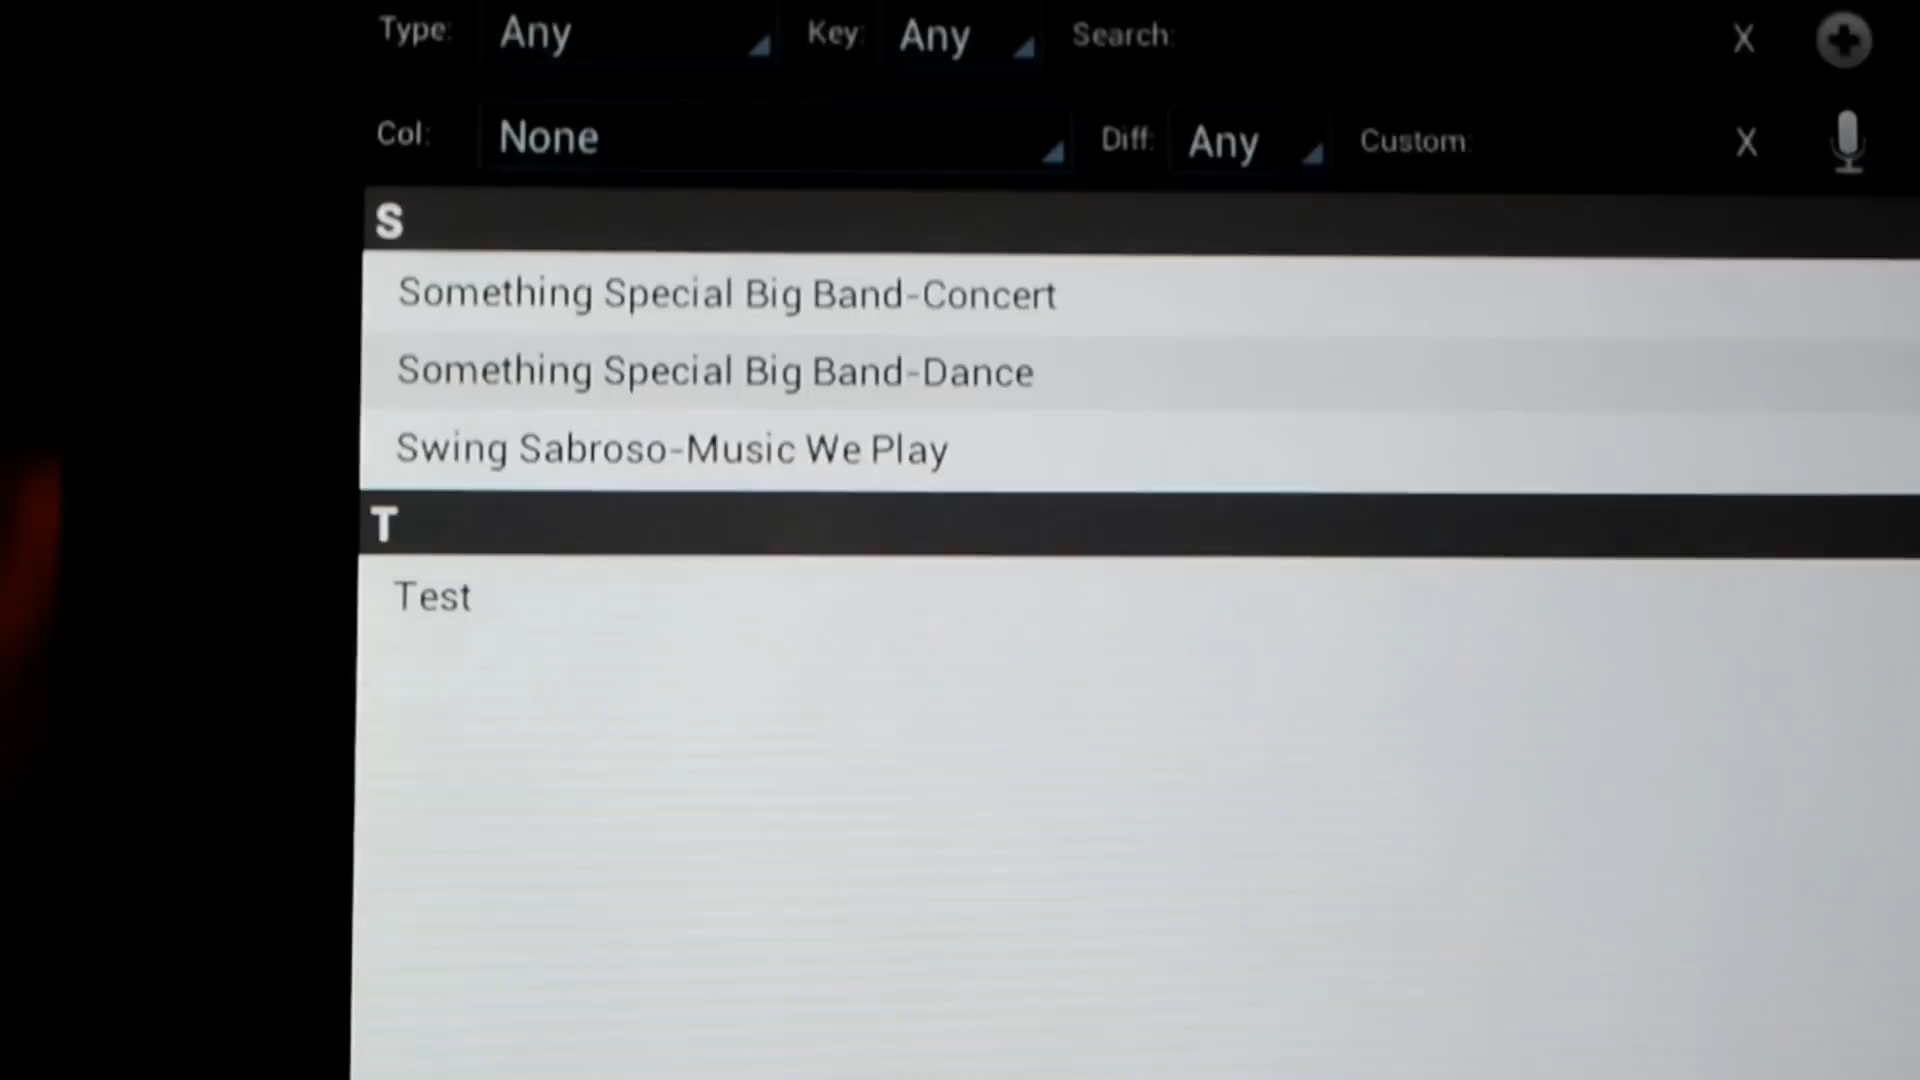 Type: Any Key: Any Search: X
Col: None Diff: Any Custom: X
S
Something Special Big Band-Concert
Something Special Big Band-Dance
Swing Sabroso-Music We Play
T
Test